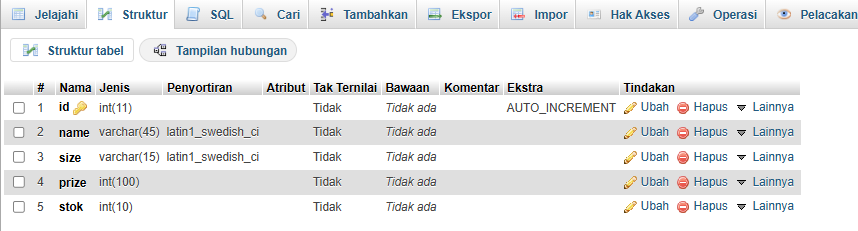 Jelajahi Struktur SQL Cari Tambahkan Ekspor Impor Hak Akses Operasi Pelacakan
Struktur tabel Tampilan hubungan
# Nama Jenis Penyortiran Atribut Tak Ternilai Bawaan Komentar Ekstra Tindakan
1 id int(11) Tidak Tidak ada AUTO_INCREMENT Ubah Hapus Lainnya
2 name varchar(45) latin1_swedish_ci Tidak Tidak ada Ubah Hapus Lainnya
3 size varchar(15) latin1_swedish_ci Tidak Tidak ada Ubah Hapus Lainnya
4 prize int(100) Tidak Tidak ada Ubah Hapus Lainnya
5 stok int(10) Tidak Tidak ada Ubah Hapus Lainnya